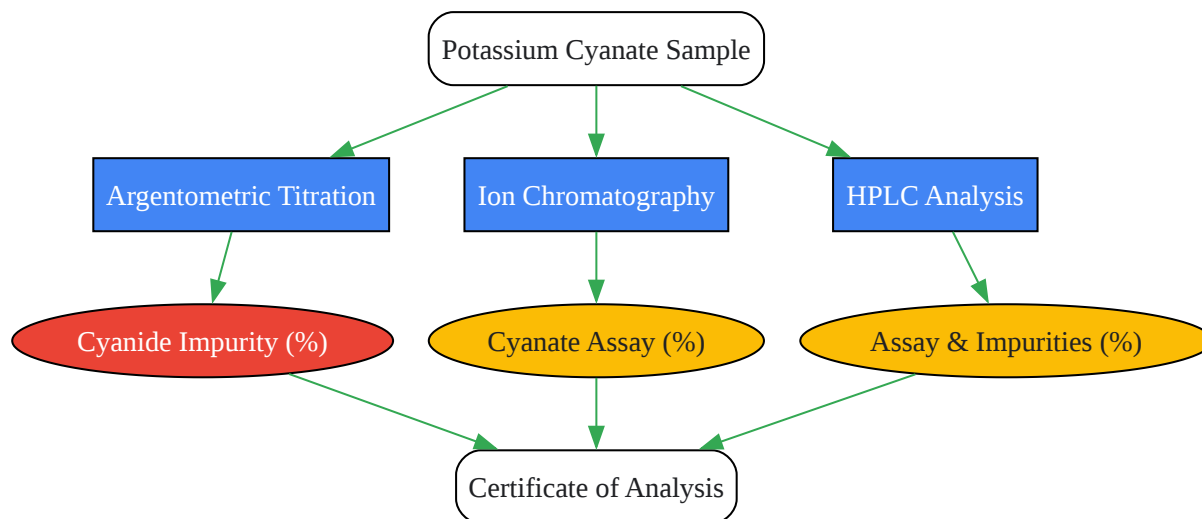 Potassium Cyanate Sample
Argentometric Titration
Ion Chromatography
HPLC Analysis
Cyanide Impurity (%)
Cyanate Assay (%)
Assay & Impurities (%)
Certificate of Analysis